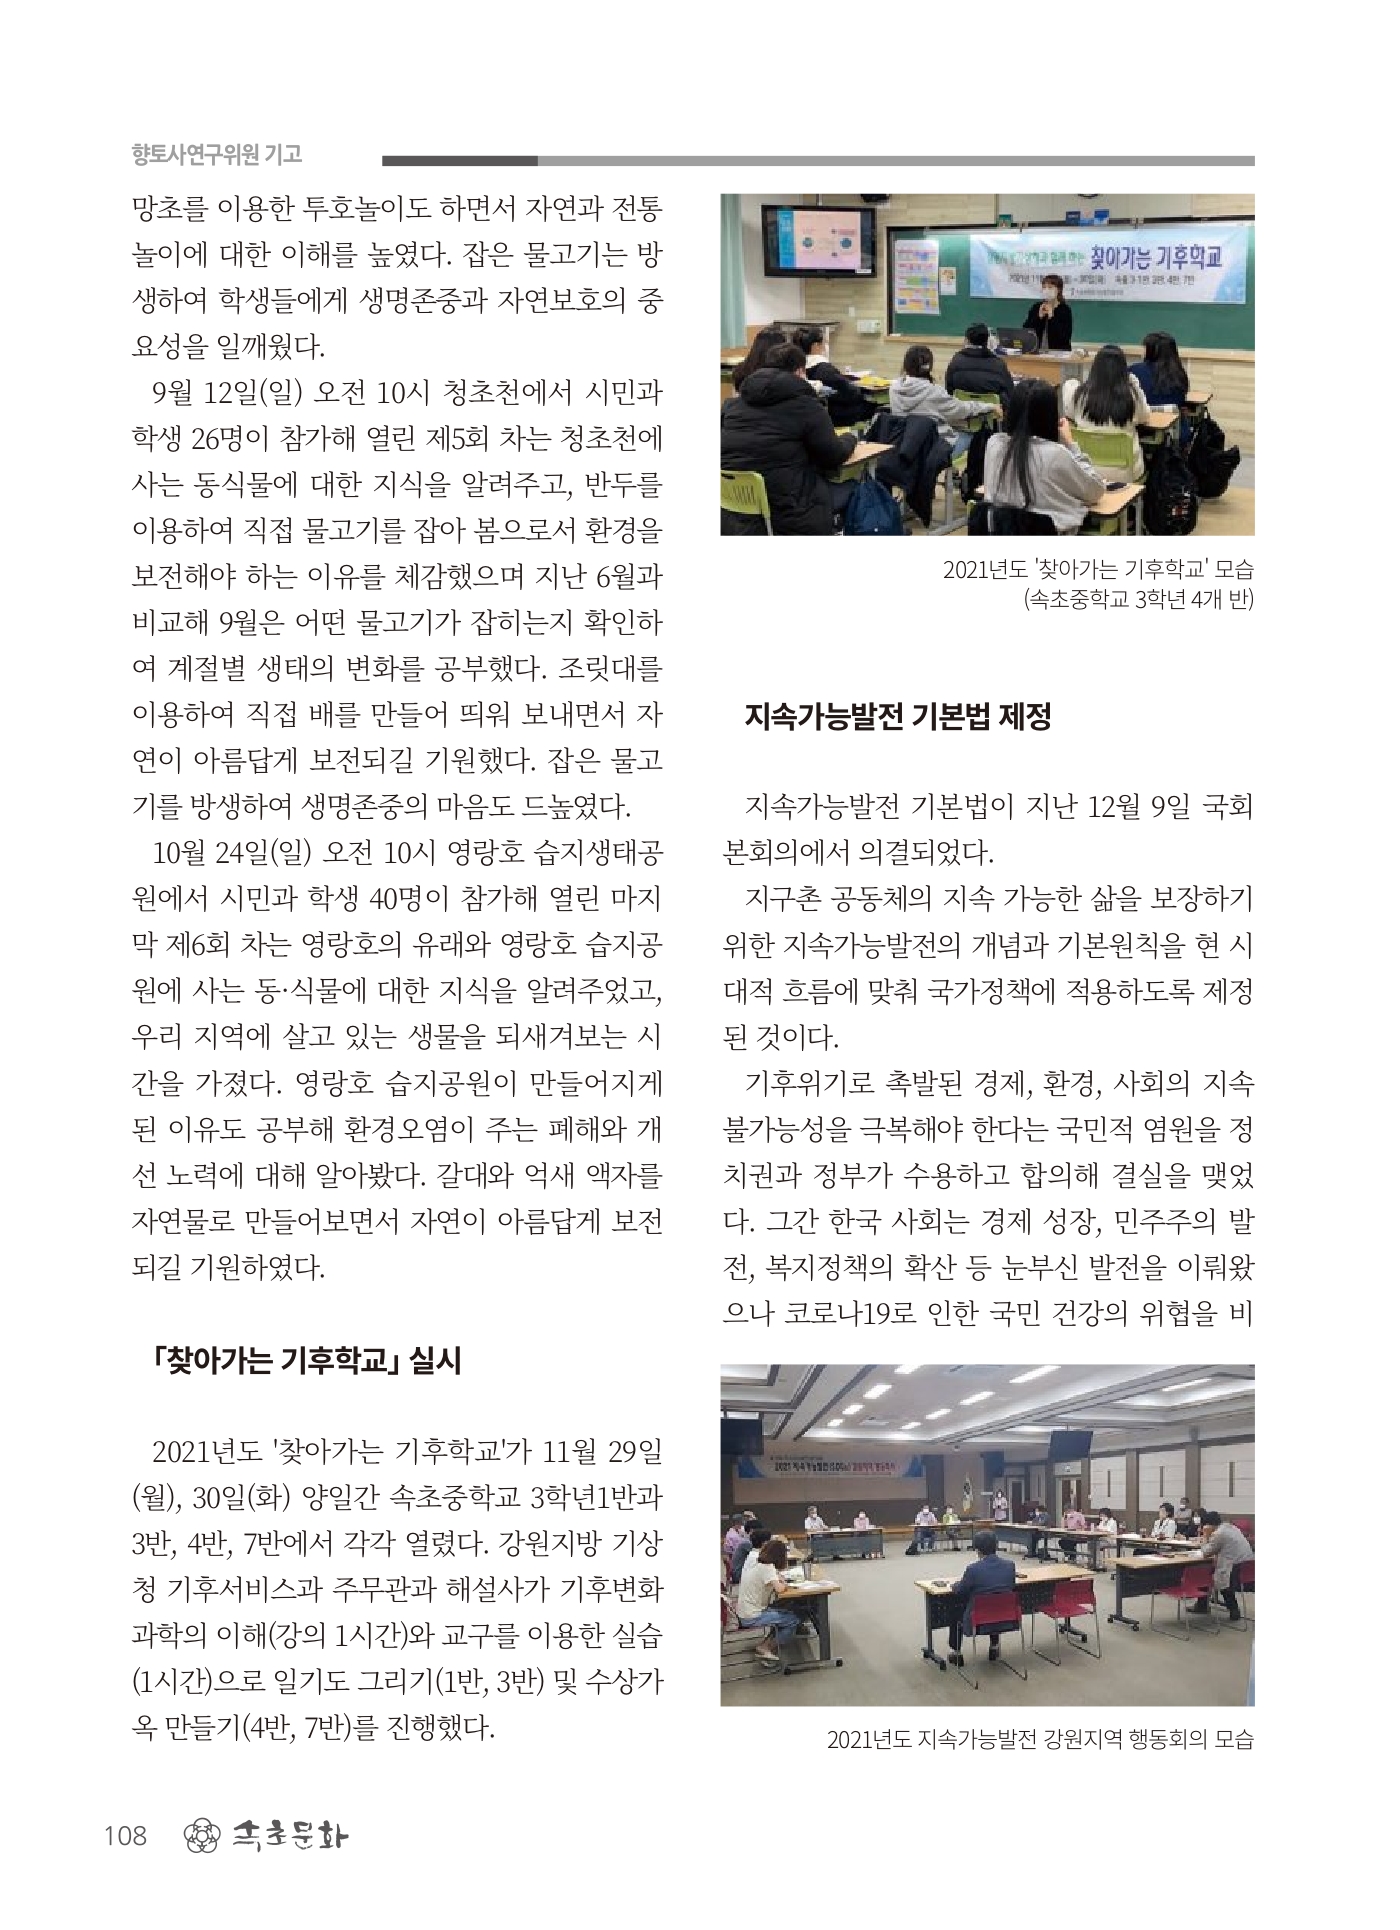 향토사연구위원 기고
망초를 이용한 투호놀이도 하면서 자연과 전통
놀이에 대한 이해를 높였다. 잡은 물고기는 방
생하여 학생들에게 생명존중과 자연보호의 중
요성을 일깨웠다.
9월 12일(일) 오전 10시 청초천에서 시민과
학생 26명이 참가해 열린 제5회 차는 청초천에
사는 동식물에 대한 지식을 알려주고, 반두를
이용하여 직접 물고기를 잡아 봄으로서 환경을
보전해야 하는 이유를 체감했으며 지난 6월과
비교해 9월은 어떤 물고기가 잡히는지 확인하
여 계절별 생태의 변화를 공부했다. 조릿대를
이용하여 직접 배를 만들어 띄워 보내면서 자
연이 아름답게 보전되길 기원했다. 잡은 물고
기를 방생하여 생명존중의 마음도 드높였다.
10월 24일(일) 오전 10시 영랑호 습지생태공
원에서 시민과 학생 40명이 참가해 열린 마지
막 제6회 차는 영랑호의 유래와 영랑호 습지공
원에 사는 동·식물에 대한 지식을 알려주었고,
우리 지역에 살고 있는 생물을 되새겨보는 시
간을 가졌다. 영랑호 습지공원이 만들어지게
된 이유도 공부해 환경오염이 주는 폐해와 개
선 노력에 대해 알아봤다. 갈대와 억새 액자를
자연물로 만들어보면서 자연이 아름답게 보전
되길 기원하였다.
「찾아가는 기후학교」 실시
2021년도 '찾아가는 기후학교'가 11월 29일
(월), 30일(화) 양일간 속초중학교 3학년1반과
3반, 4반, 7반에서 각각 열렸다. 강원지방 기상
청 기후서비스과 주무관과 해설사가 기후변화
과학의 이해(강의 1시간)와 교구를 이용한 실습
(1시간)으로 일기도 그리기(1반, 3반) 및 수상가
옥 만들기(4반, 7반)를 진행했다.
찾아가는 기후학교
2021년도 '찾아가는 기후학교' 모습
(속초중학교 3학년 4개 반)
지속가능발전 기본법 제정
지속가능발전 기본법이 지난 12월 9일 국회
본회의에서 의결되었다.
지구촌 공동체의 지속 가능한 삶을 보장하기
위한 지속가능발전의 개념과 기본원칙을 현 시
대적 흐름에 맞춰 국가정책에 적용하도록 제정
된 것이다.
기후위기로 촉발된 경제, 환경, 사회의 지속
불가능성을 극복해야 한다는 국민적 염원을 정
치권과 정부가 수용하고 합의해 결실을 맺었
다. 그간 한국 사회는 경제 성장, 민주주의 발
전, 복지정책의 확산 등 눈부신 발전을 이뤄왔
으나 코로나19로 인한 국민 건강의 위협을 비
2021년도 지속가능발전 강원지역 행동회의 모습
108 속초문화